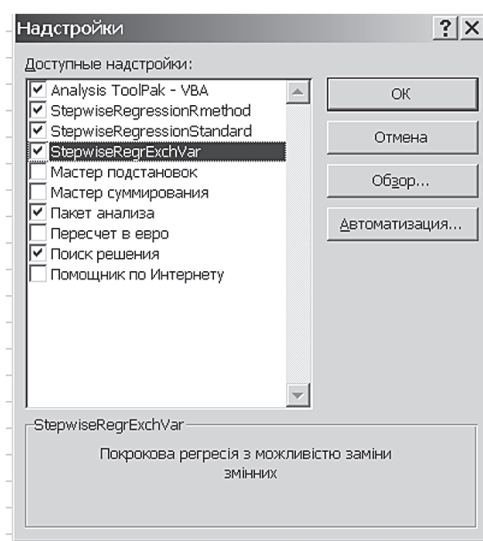 Надстройки
Доступные надстройки:
Analysis ToolPak - VBA
StepwiseRegressionRmethod
StepwiseRegressionStandard
StepwiseRegrExchVar
Мастер подстановок
Мастер суммирования
Пакет анализа
Пересчет в евро
Поиск решения
Помощник по Интернету
ОК
Отмена
Обзор...
Автоматизация...
StepwiseRegrExchVar
Покрокова регресія з можливістю заміни
змінних